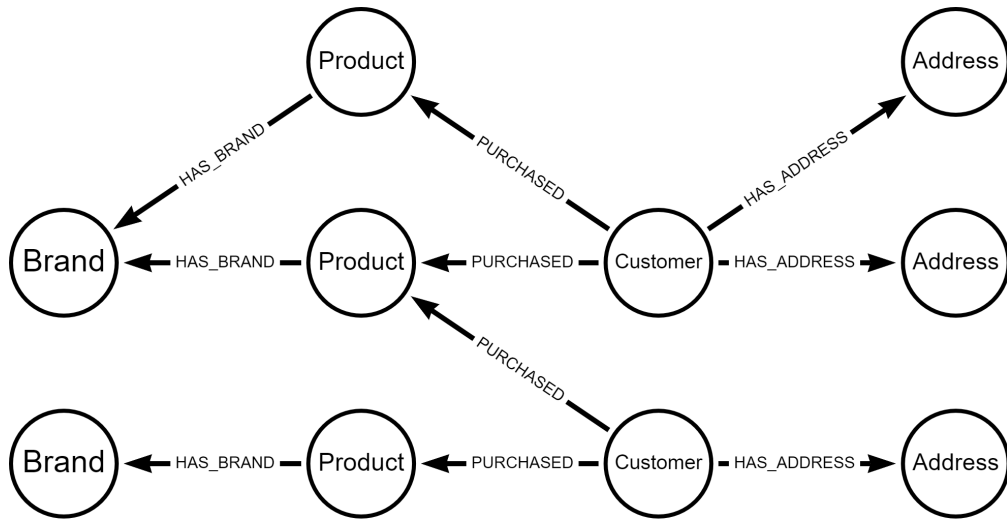 Product
Address
HAS_BRAND
PURCHASED
HAS_ADDRESS
Brand
HAS_BRAND
Product
PURCHASED
Customer
HAS_ADDRESS
Address
PURCHASED
Brand
HAS_BRAND
Product
PURCHASED
Customer
HAS_ADDRESS
Address